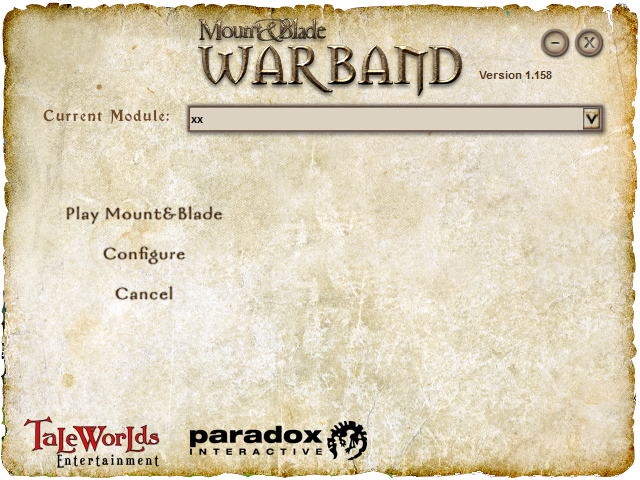 Mount&Blade
WARBAND
Version 1.158
Current Module:
xx
Play Mount&Blade
Configure
Cancel
TaleWorlds
Entertainment
paradox
INTERACTIVE